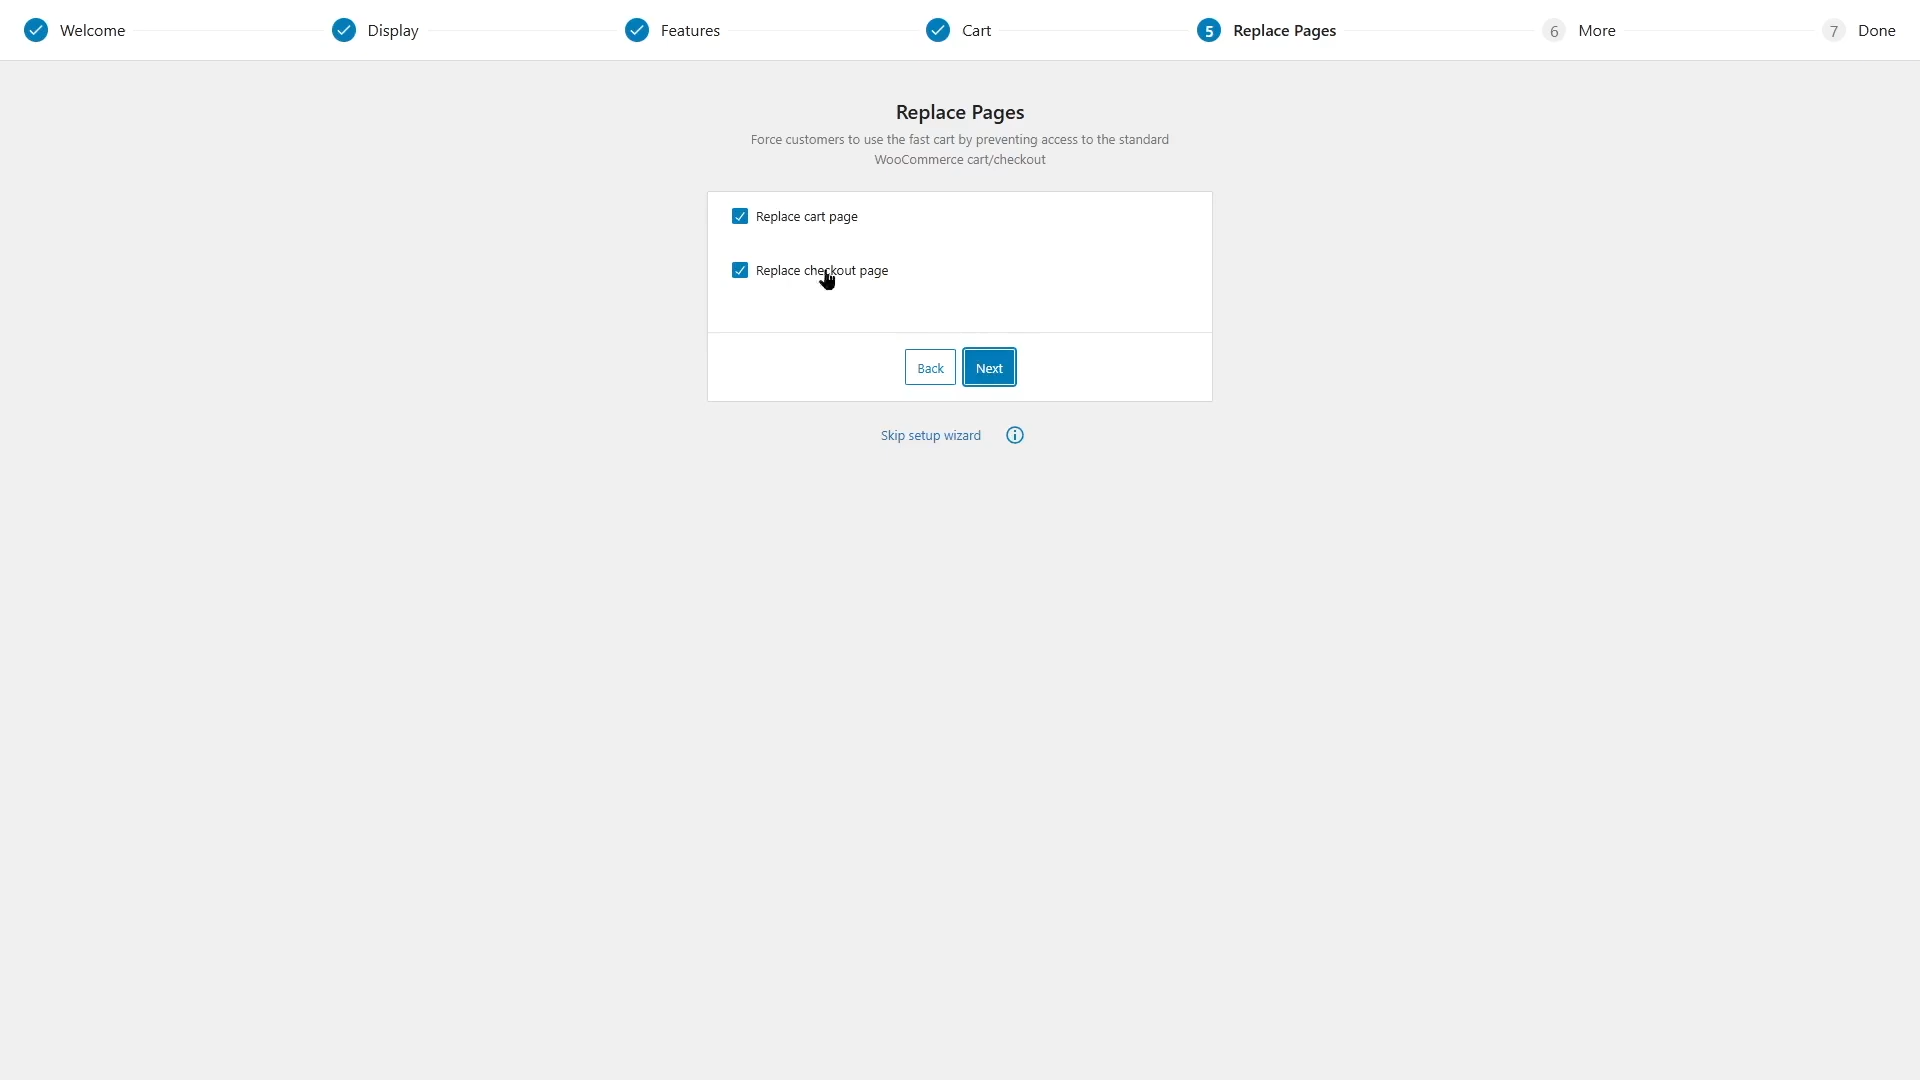 Welcome
Display
Features
Cart
5 Replace Pages
6 More
7 Done
Replace Pages
Force customers to use the fast cart by preventing access to the standard
WooCommerce cart/checkout
Replace cart page
Replace checkout page
Back
Next
Skip setup wizard